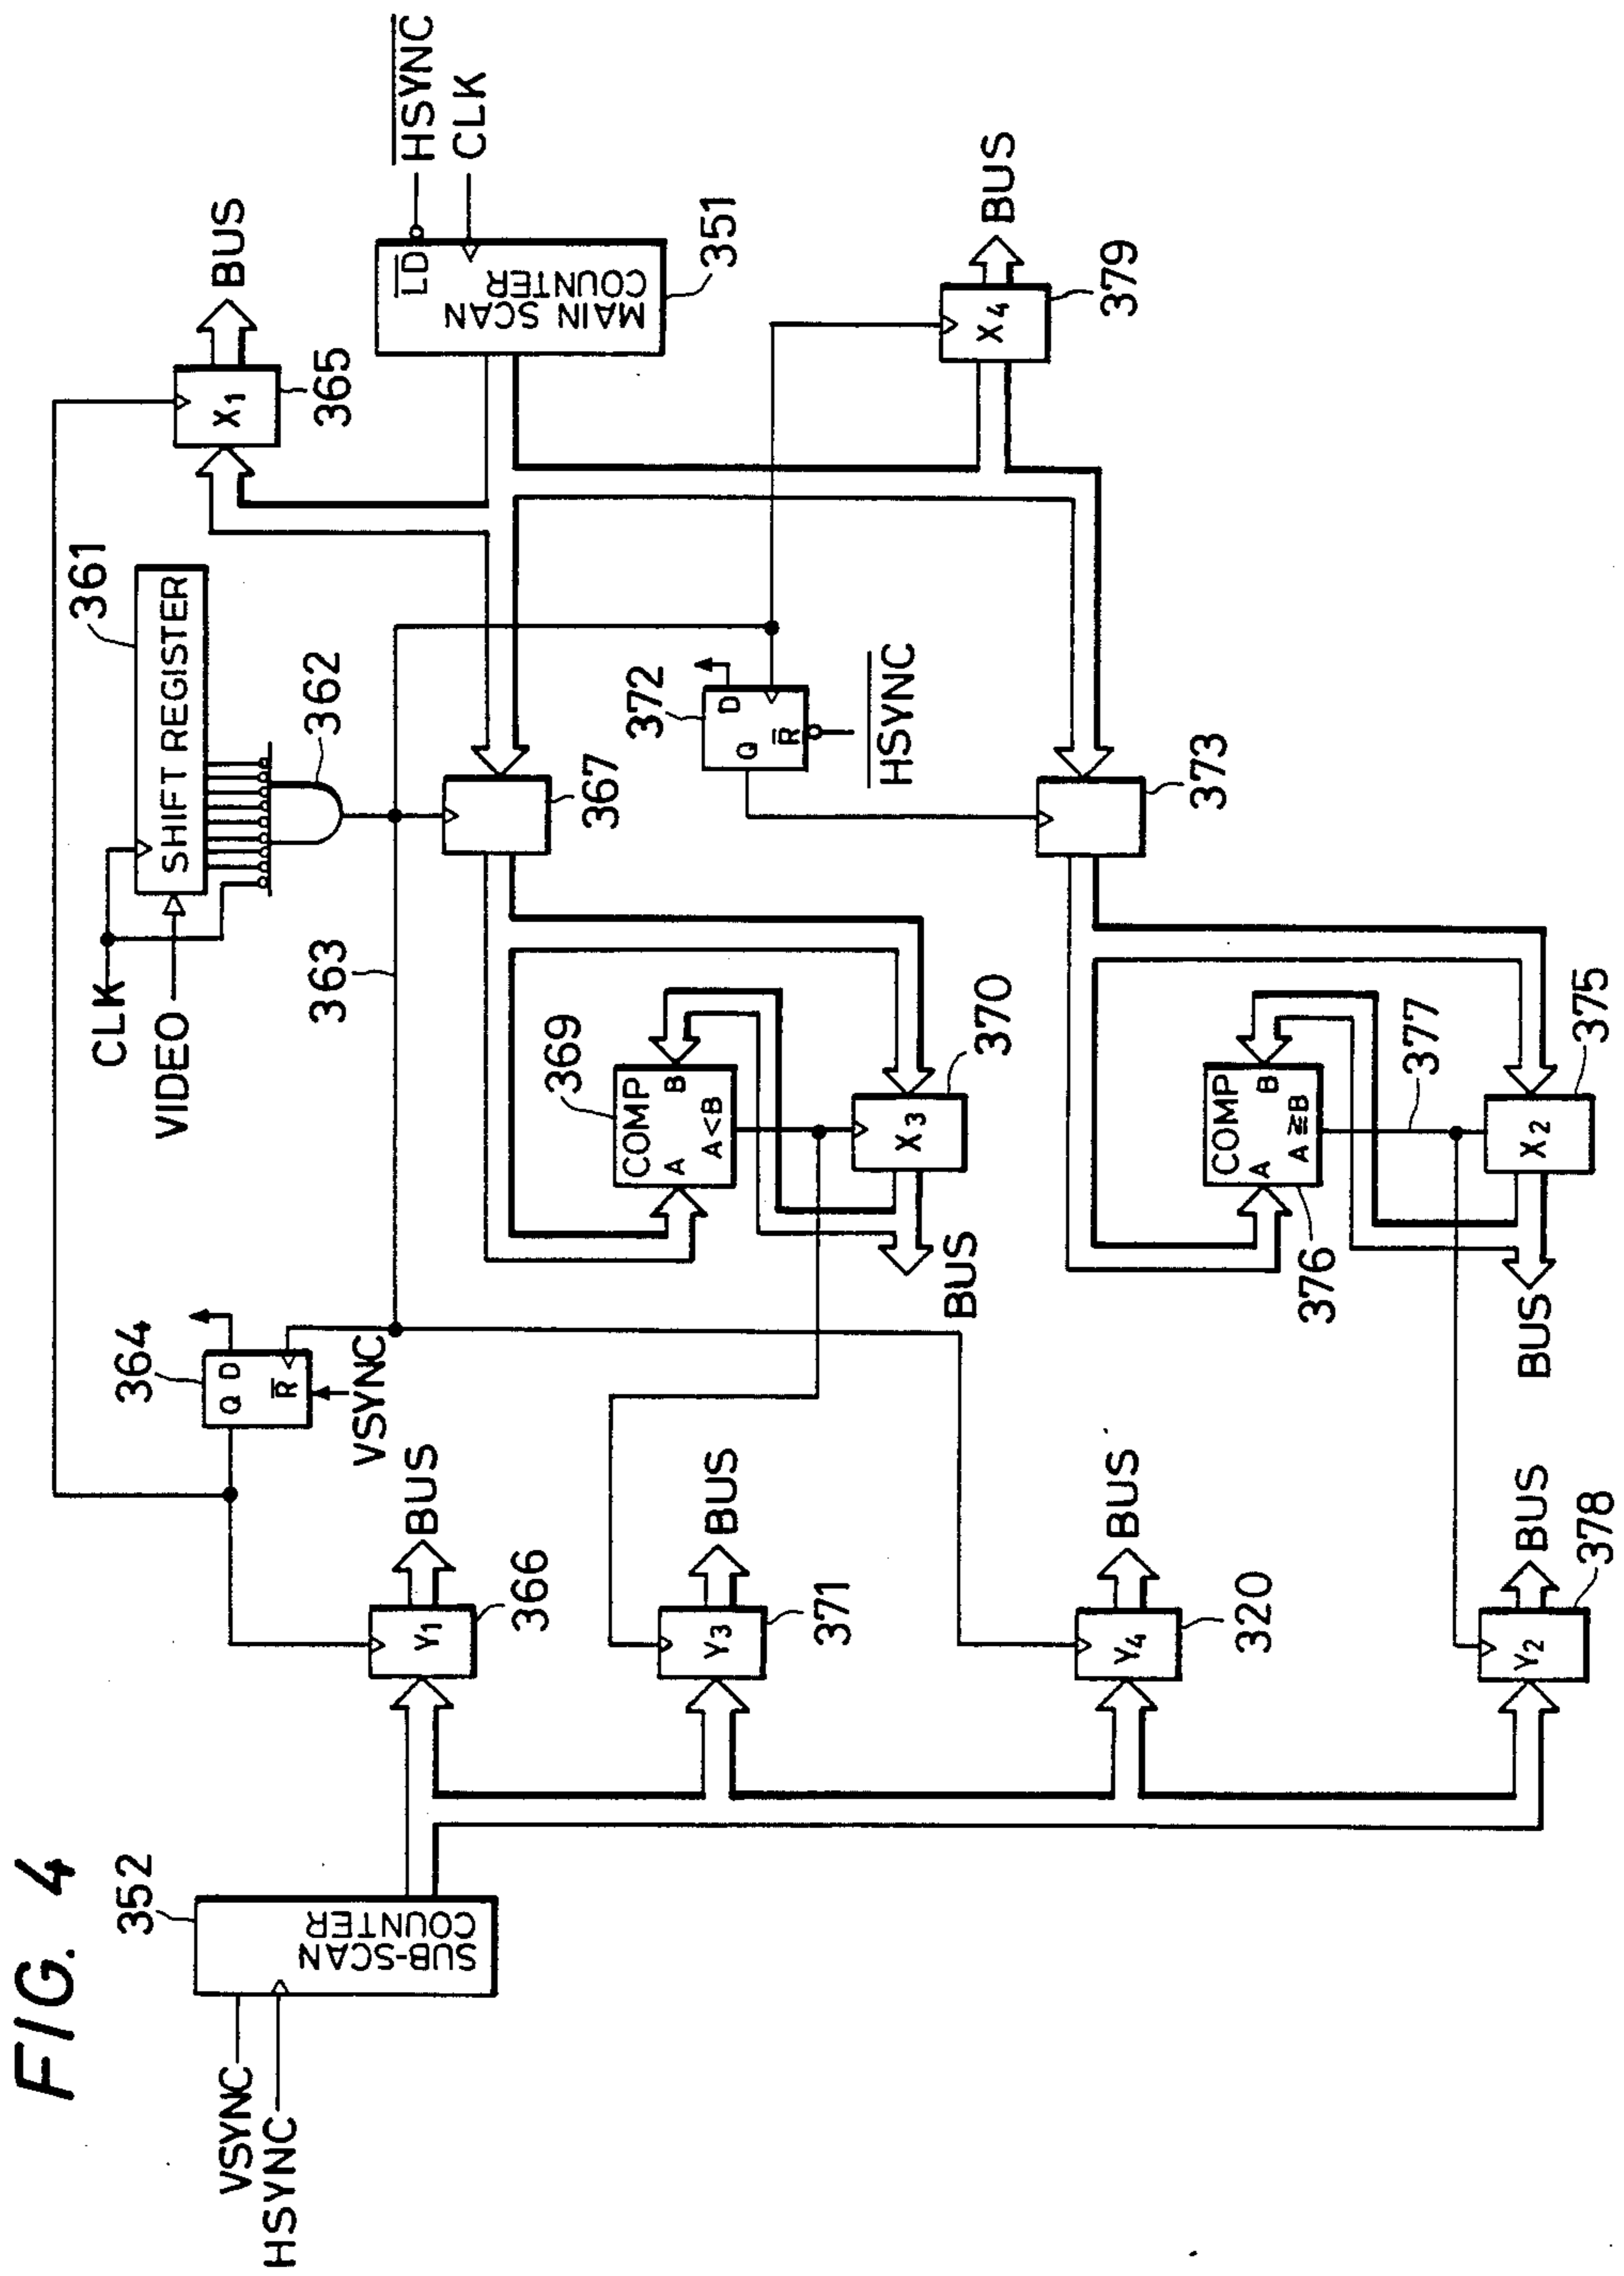 FIG. 4
VSYNC
HSYNC
352
SUB-SCAN
COUNTER
Y1
366
BUS
Y3
371
BUS
Y4
320
BUS
Y2
378
BUS
364
Q
D
R
VSYNC
363
CLK
VIDEO
361
SHIFT REGISTER
362
X1
365
BUS
LD
MAIN SCAN
COUNTER
351
HSYNC
CLK
367
369
COMP
A
B
A<B
X3
370
BUS
372
D
Q
R
HSYNC
373
X4
379
BUS
COMP
A
B
A≧B
376
377
X2
375
BUS